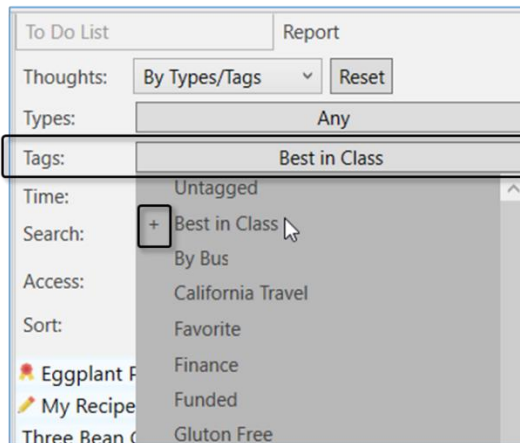 To Do List Report
Thoughts: By Types/Tags Reset
Types: Any
Tags: Best in Class
Time: Untagged
+ Best in Class
Search:
By Bus
Access:
California Travel
Sort: Favorite
Finance
Eggplant
Funded
My Recipe
Gluton Free
Three Bean